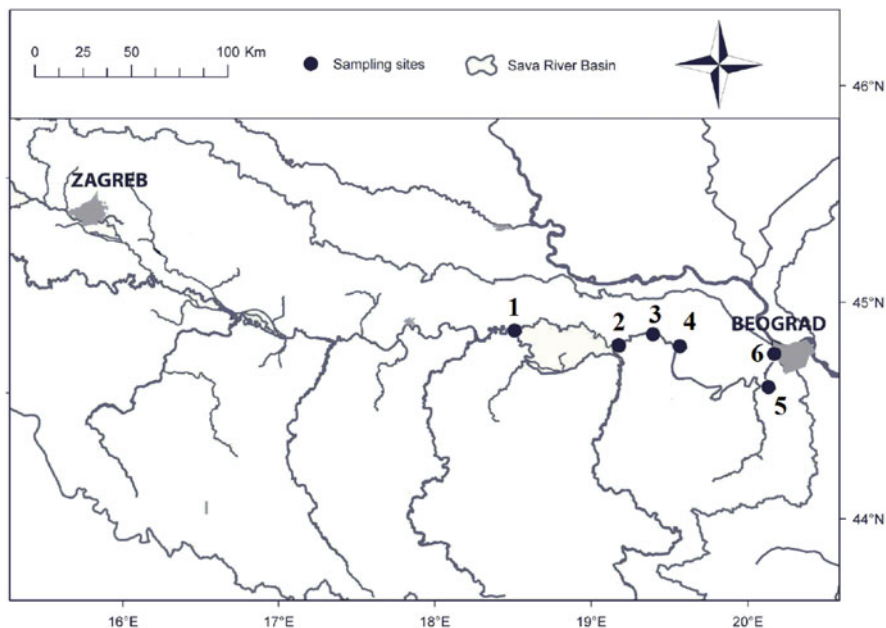 0 25 50 100 Km
Sampling sites
Sava River Basin
46°N
ZAGREB
45°N
1
2
3
4
BEOGRAD
6
5
44°N
16°E 17°E 18°E 19°E 20°E